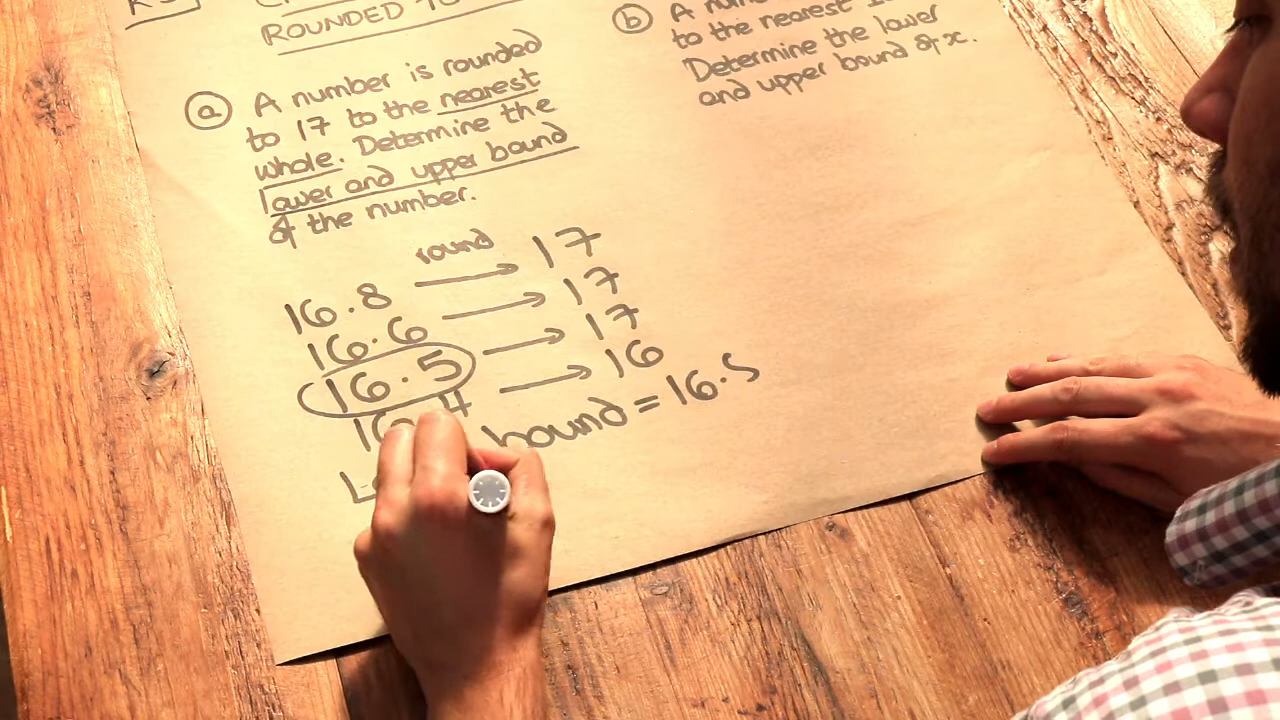 ROUNDED
a A number is rounded
to 17 to the nearest
whole. Determine the
lower and upper bound
of the number.
round
16.8 → 17
16.6 → 17
16.5 → 17
→ 16
bound = 16.5
b A
to the nearest
Determine the lower
and upper bound of x.